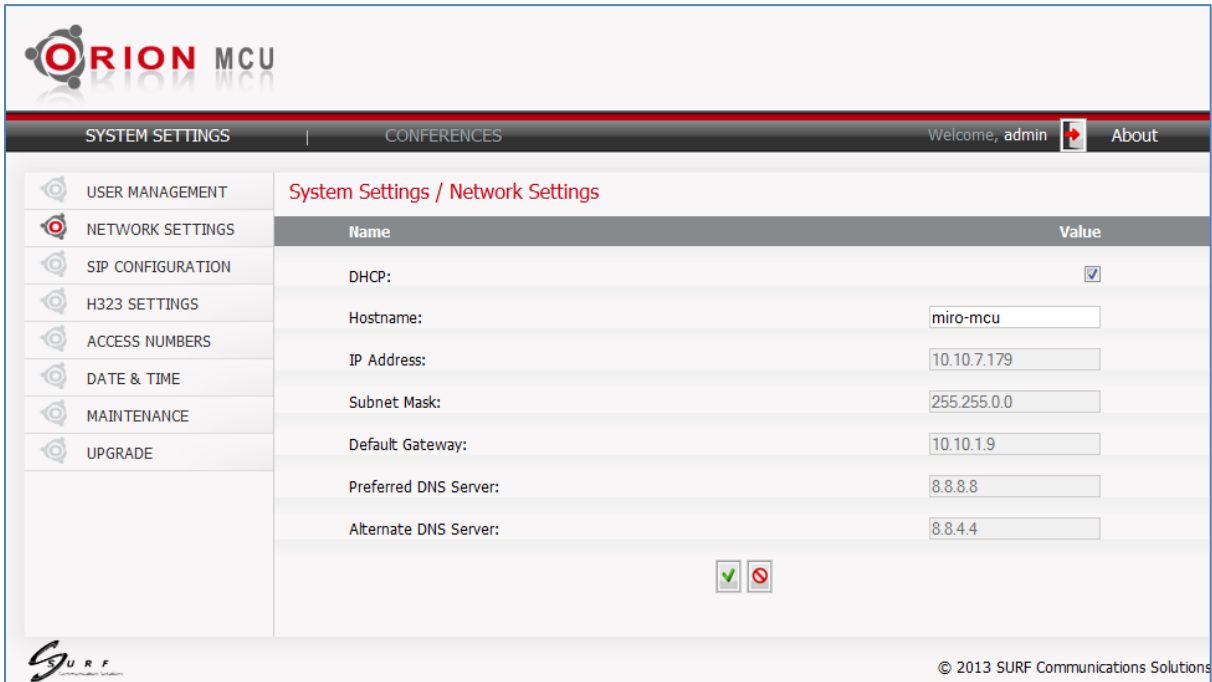 ORION MCU
SYSTEM SETTINGS | CONFERENCES Welcome, admin About
USER MANAGEMENT
NETWORK SETTINGS
SIP CONFIGURATION
H323 SETTINGS
ACCESS NUMBERS
DATE & TIME
MAINTENANCE
UPGRADE
System Settings / Network Settings
Name Value
DHCP:
Hostname: miro-mcu
IP Address: 10.10.7.179
Subnet Mask: 255.255.0.0
Default Gateway: 10.10.1.9
Preferred DNS Server: 8.8.8.8
Alternate DNS Server: 8.8.4.4
SURF
© 2013 SURF Communications Solutions